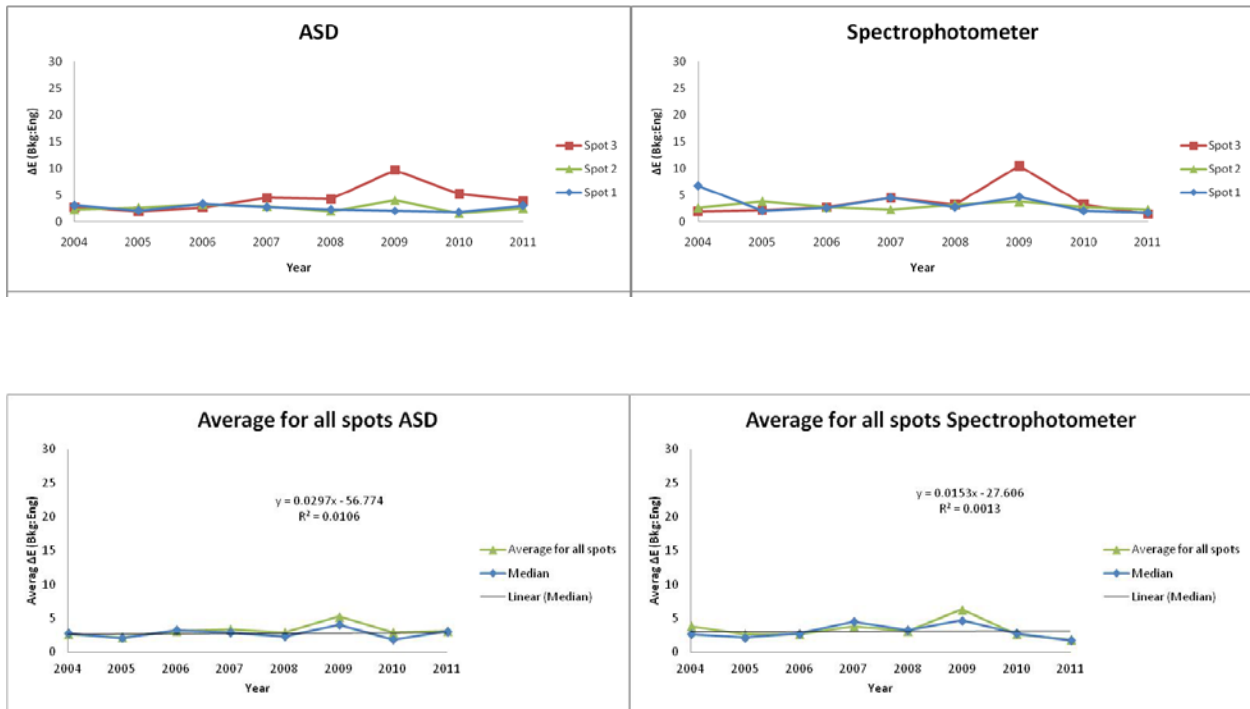 ASD
30
25
20
15
10
5
0
ΔE (Bkg:Eng)
2004 2005 2006 2007 2008 2009 2010 2011
Year
Spot 3
Spot 2
Spot 1
Spectrophotometer
30
25
20
15
10
5
0
ΔE (Bkg:Eng)
2004 2005 2006 2007 2008 2009 2010 2011
Year
Spot 3
Spot 2
Spot 1
Average for all spots ASD
30
25
20
15
10
5
0
Averag ΔE (Bkg:Eng)
y = 0.0297x - 56.774
R² = 0.0106
2004 2005 2006 2007 2008 2009 2010 2011
Year
Average for all spots
Median
Linear (Median)
Average for all spots Spectrophotometer
30
25
20
15
10
5
0
Averag ΔE (Bkg:Eng)
y = 0.0153x - 27.606
R² = 0.0013
2004 2005 2006 2007 2008 2009 2010 2011
Year
Average for all spots
Median
Linear (Median)